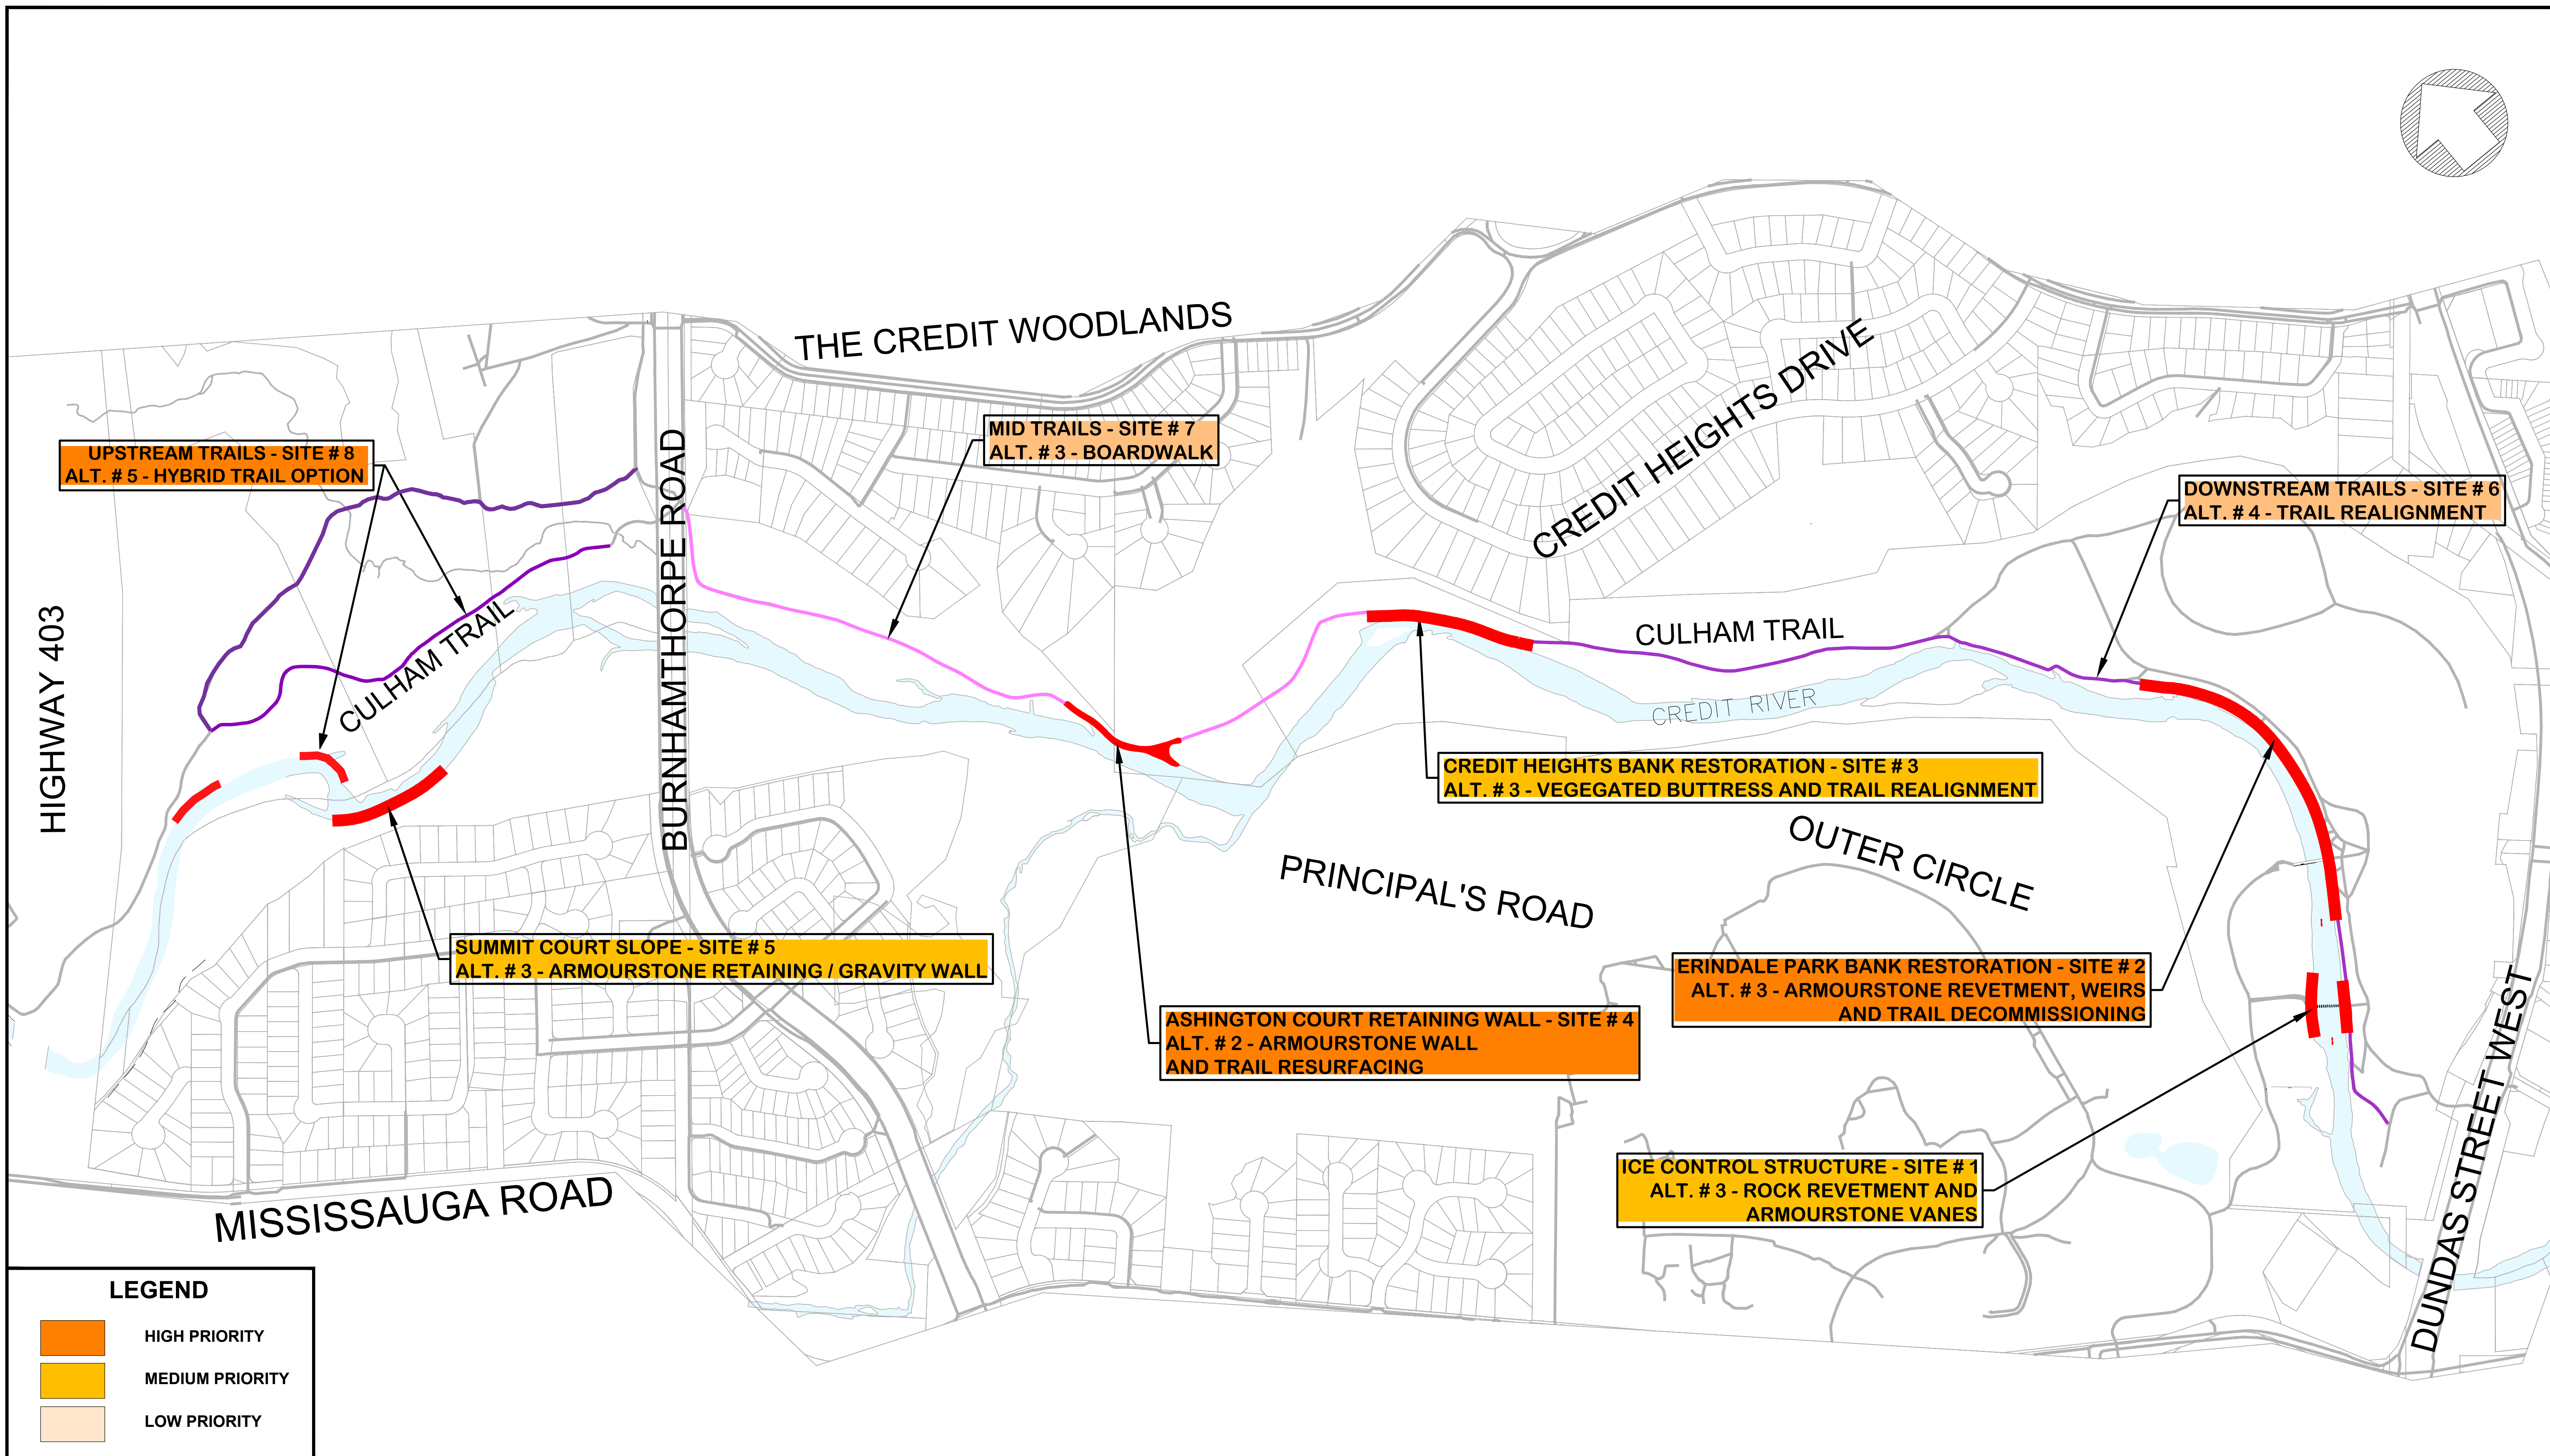 THE CREDIT WOODLANDS
CREDIT HEIGHTS DRIVE
UPSTREAM TRAILS - SITE # 8
ALT. # 5 - HYBRID TRAIL OPTION
MID TRAILS - SITE # 7
ALT. # 3 - BOARDWALK
DOWNSTREAM TRAILS - SITE # 6
ALT. # 4 - TRAIL REALIGNMENT
HIGHWAY 403
CULHAM TRAIL
BURNHAMTHORPE ROAD
CULHAM TRAIL
CREDIT RIVER
CREDIT HEIGHTS BANK RESTORATION - SITE # 3
ALT. # 3 - VEGEGATED BUTTRESS AND TRAIL REALIGNMENT
PRINCIPAL'S ROAD
OUTER CIRCLE
SUMMIT COURT SLOPE - SITE # 5
ALT. # 3 - ARMOURSTONE RETAINING / GRAVITY WALL
ERINDALE PARK BANK RESTORATION - SITE # 2
ALT. # 3 - ARMOURSTONE REVETMENT, WEIRS
AND TRAIL DECOMMISSIONING
ASHINGTON COURT RETAINING WALL - SITE # 4
ALT. # 2 - ARMOURSTONE WALL
AND TRAIL RESURFACING
ICE CONTROL STRUCTURE - SITE # 1
ALT. # 3 - ROCK REVETMENT AND
ARMOURSTONE VANES
DUNDAS STREET WEST
MISSISSAUGA ROAD
LEGEND
HIGH PRIORITY
MEDIUM PRIORITY
LOW PRIORITY